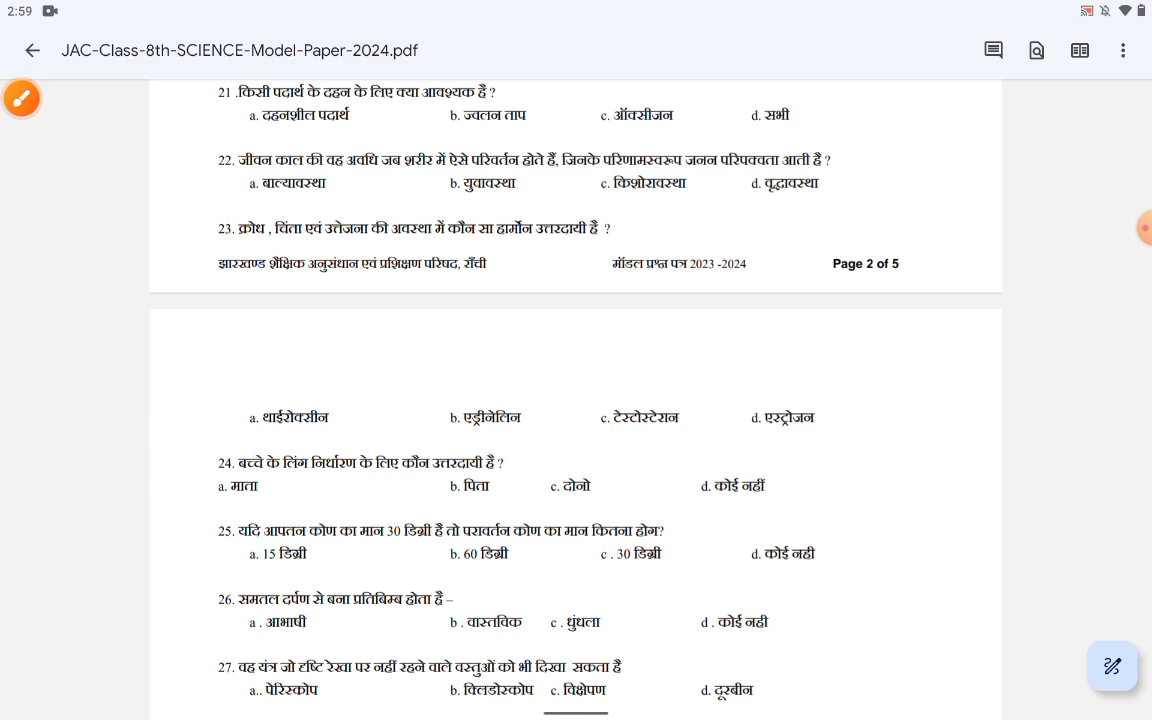 2:59
JAC-Class-8th-SCIENCE-Model-Paper-2024.pdf
21 .किसी पदार्थ के दहन के लिए क्या आवश्यक हैं ?
a. दहनशील पदार्थ b. ज्वलन ताप c. ऑक्सीजन d. सभी
22. जीवन काल की वह अवधि जब शरीर में ऐसे परिवर्तन होते हैं, जिनके परिणामस्वरूप जनन परिपक्वता आती है ?
a. बाल्यावस्था b. युवावस्था c. किशोरावस्था d. वृद्धावस्था
23. क्रोध , चिंता एवं उत्तेजना की अवस्था में कौन सा हार्मोन उत्तरदायी हैं ?
झारखण्ड शैक्षिक अनुसंधान एवं प्रशिक्षण परिषद, राँची मॉडल प्रश्न पत्र 2023 -2024 Page 2 of 5
a. थाईरोक्सीन b. एड्रीनेलिन c. टेस्टोस्टेरान d. एस्ट्रोजन
24. बच्चे के लिंग निर्धारण के लिए कौन उत्तरदायी हैं ?
a. माता b. पिता c. दोनो d. कोई नहीं
25. यदि आपतन कोण का मान 30 डिग्री हैं तो परावर्तन कोण का मान कितना होग?
a. 15 डिग्री b. 60 डिग्री c . 30 डिग्री d. कोई नही
26. समतल दर्पण से बना प्रतिबिम्ब होता है –
a . आभाषी b . वास्तविक c . धुंधला d . कोई नही
27. वह यंत्र जो दृष्टि रेखा पर नहीं रहने वाले वस्तुओं को भी दिखा सकता है
a.. पेरिस्कोप b. क्लिडोस्कोप c. विक्षेपण d. दूरबीन